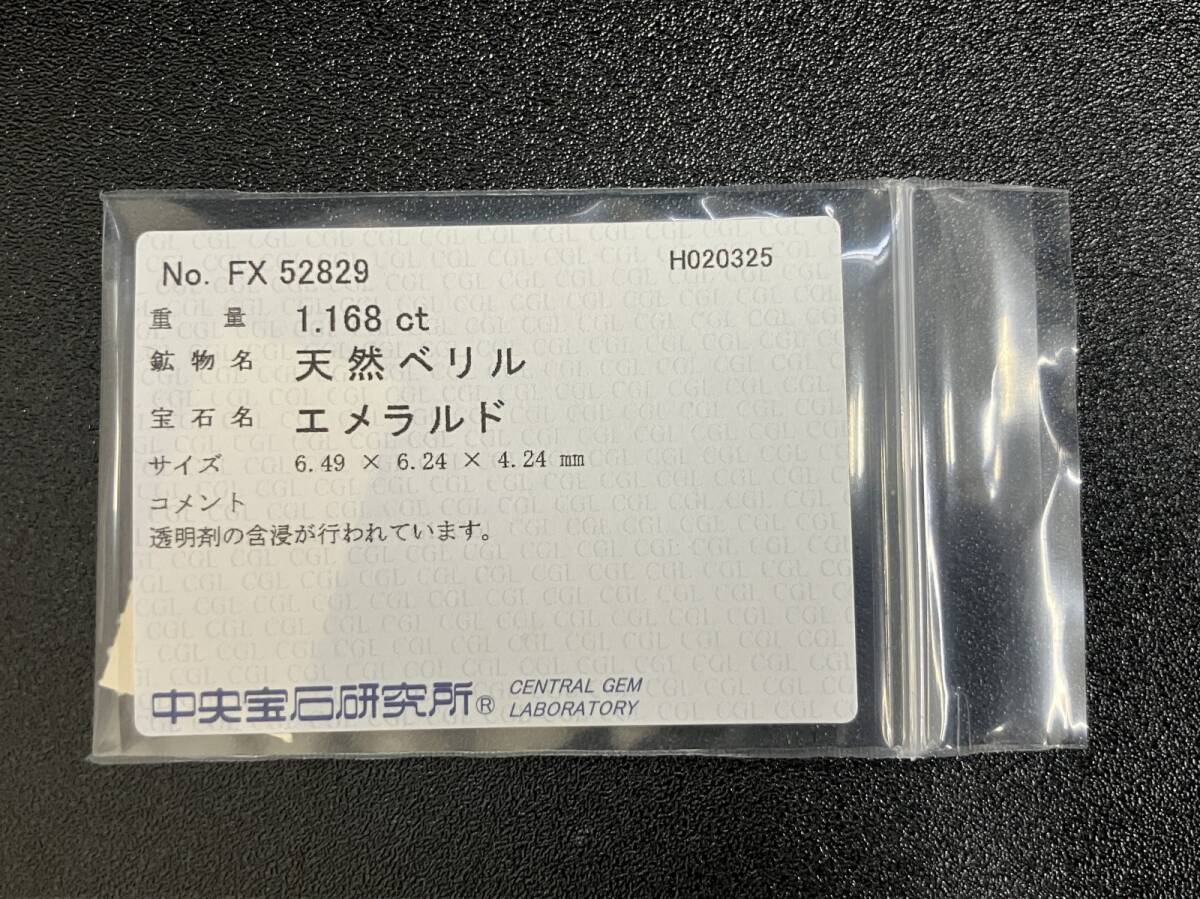 No. FX 52829 H020325
重量 1.168 ct
鉱物名 天然ベリル
宝石名 エメラルド
サイズ 6.49 × 6.24 × 4.24 mm
コメント
透明剤の含浸が行われています。
中央宝石研究所® CENTRAL GEM
LABORATORY